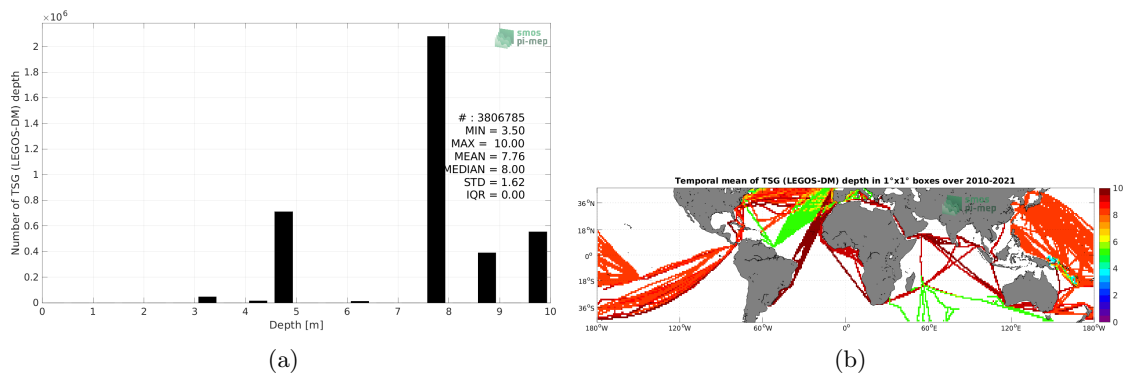 ×10⁶
2
1.8
1.6
1.4
1.2
1
0.8
0.6
0.4
0.2
0
Number of TSG (LEGOS-DM) depth
smos
pi-mep
# : 3806785
MIN = 3.50
MAX = 10.00
MEAN = 7.76
MEDIAN = 8.00
STD = 1.62
IQR = 0.00
0 1 2 3 4 5 6 7 8 9 10
Depth [m]
(a)
Temporal mean of TSG (LEGOS-DM) depth in 1°x1° boxes over 2010-2021
smos
pi-mep
36°N
18°N
0°
18°S
36°S
180°W 120°W 60°W 0° 60°E 120°E 180°W
10
8
6
4
2
0
(b)